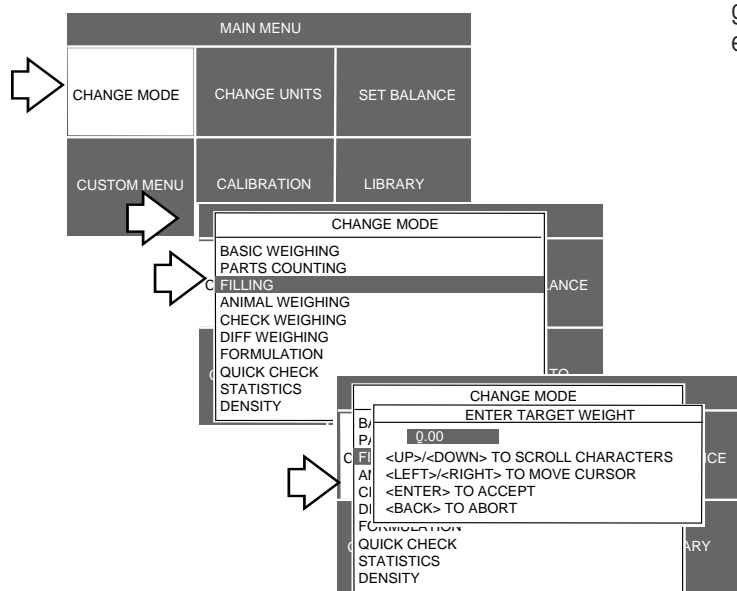 MAIN MENU
CHANGE MODE
CHANGE UNITS
SET BALANCE
CUSTOM MENU
CALIBRATION
LIBRARY
CHANGE MODE
BASIC WEIGHING
PARTS COUNTING
FILLING
ANIMAL WEIGHING
CHECK WEIGHING
DIFF WEIGHING
FORMULATION
QUICK CHECK
STATISTICS
DENSITY
CHANGE MODE
ENTER TARGET WEIGHT
0.00
<UP>/<DOWN> TO SCROLL CHARACTERS
<LEFT>/<RIGHT> TO MOVE CURSOR
<ENTER> TO ACCEPT
<BACK> TO ABORT
FORMULATION
QUICK CHECK
STATISTICS
DENSITY